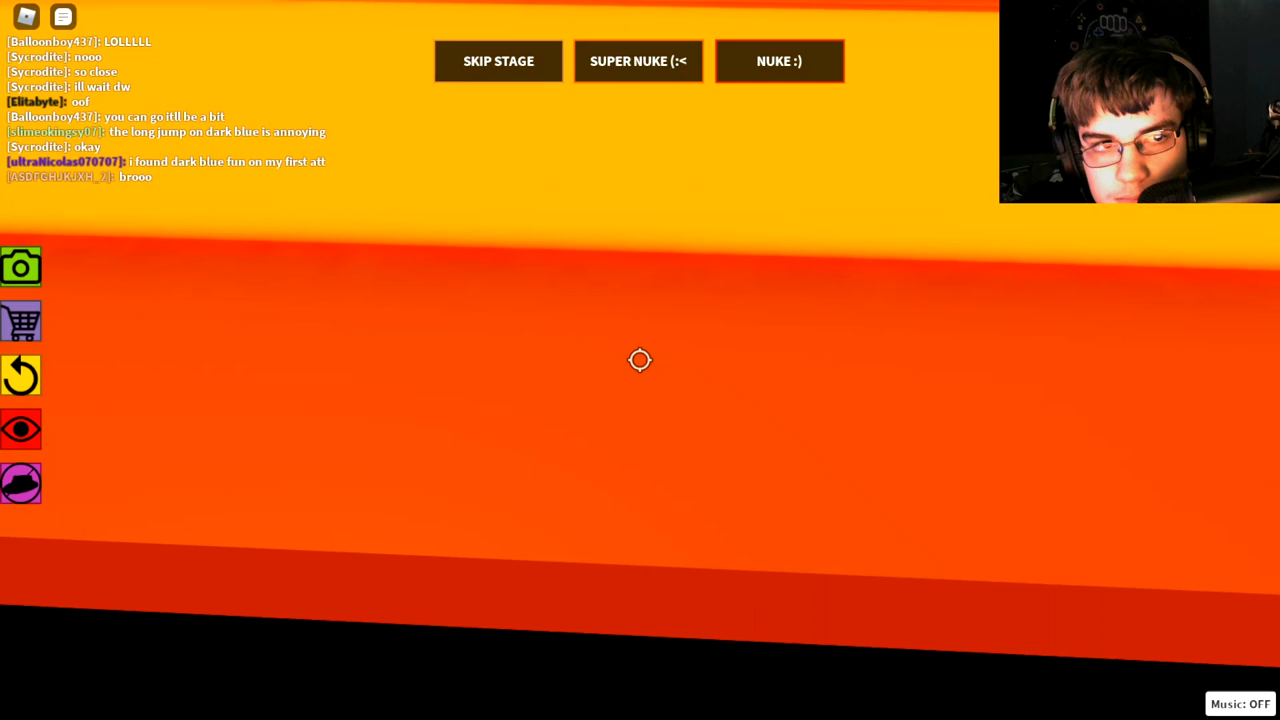 [Balloonboy437]: LOLLLLL
[Sycrodite]: nooo
[Sycrodite]: so close
[Sycrodite]: ill wait dw
[Elitabyte]: oof
[Balloonboy437]: you can go itll be a bit
[slimeokingsy07]: the long jump on dark blue is annoying
[Sycrodite]: okay
[ultraNicolas070707]: i found dark blue fun on my first att
[ASDFGHJKJXH_2]: brooo
SKIP STAGE
SUPER NUKE (:<
NUKE :)
Music: OFF